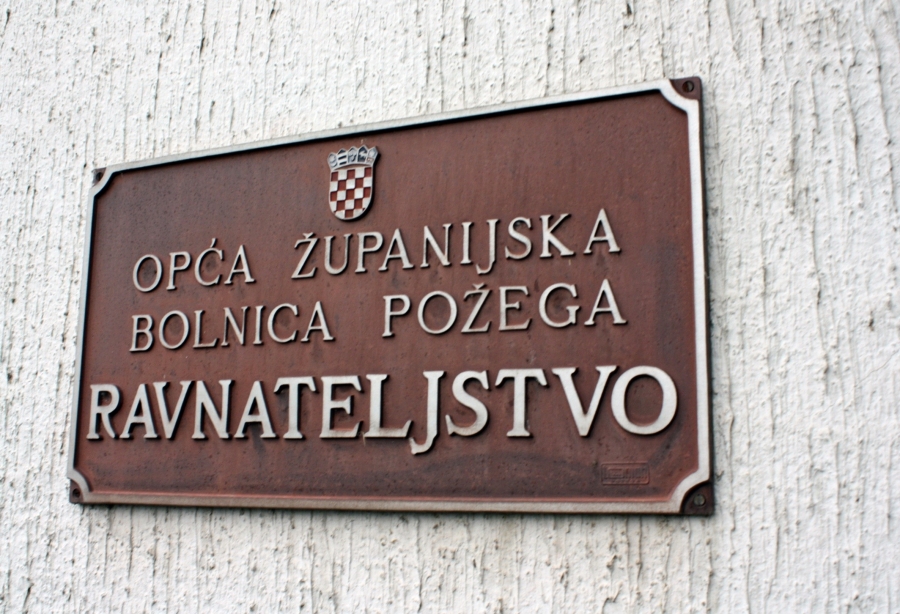 OPĆA ŽUPANIJSKA
BOLNICA POŽEGA
RAVNATELJSTVO